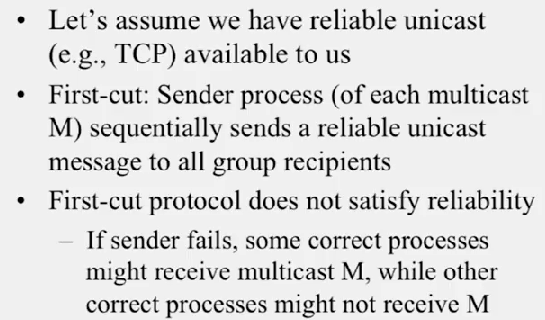 • Let's assume we have reliable unicast
(e.g., TCP) available to us
• First-cut: Sender process (of each multicast
M) sequentially sends a reliable unicast
message to all group recipients
• First-cut protocol does not satisfy reliability
– If sender fails, some correct processes
might receive multicast M, while other
correct processes might not receive M